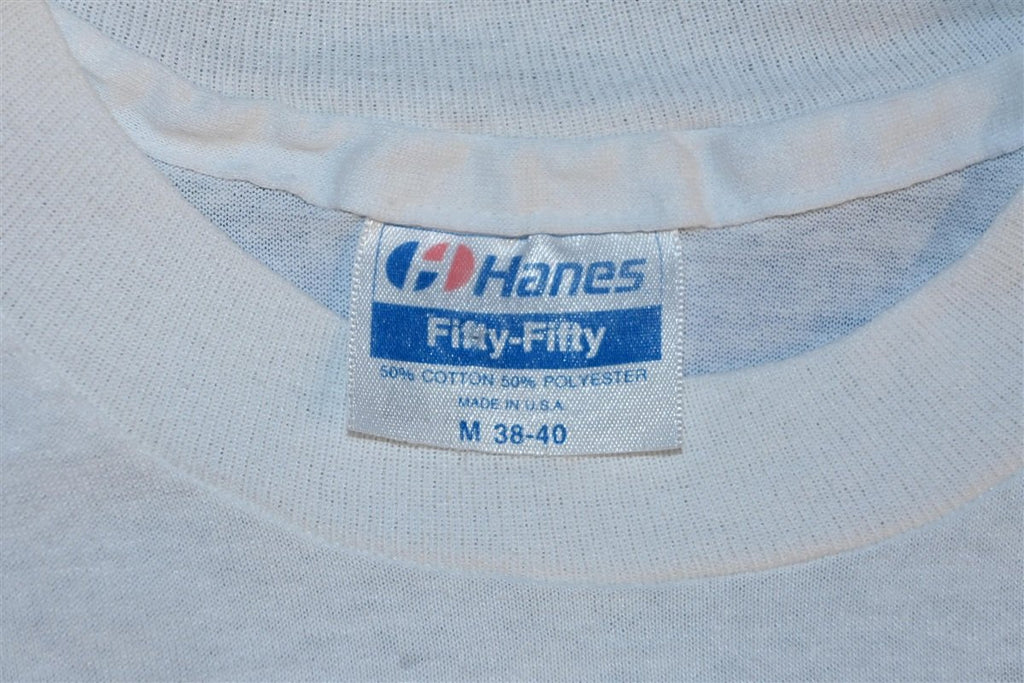 Hanes
Fifty-Fifty
50% COTTON 50% POLYESTER
MADE IN U.S.A.
M 38-40